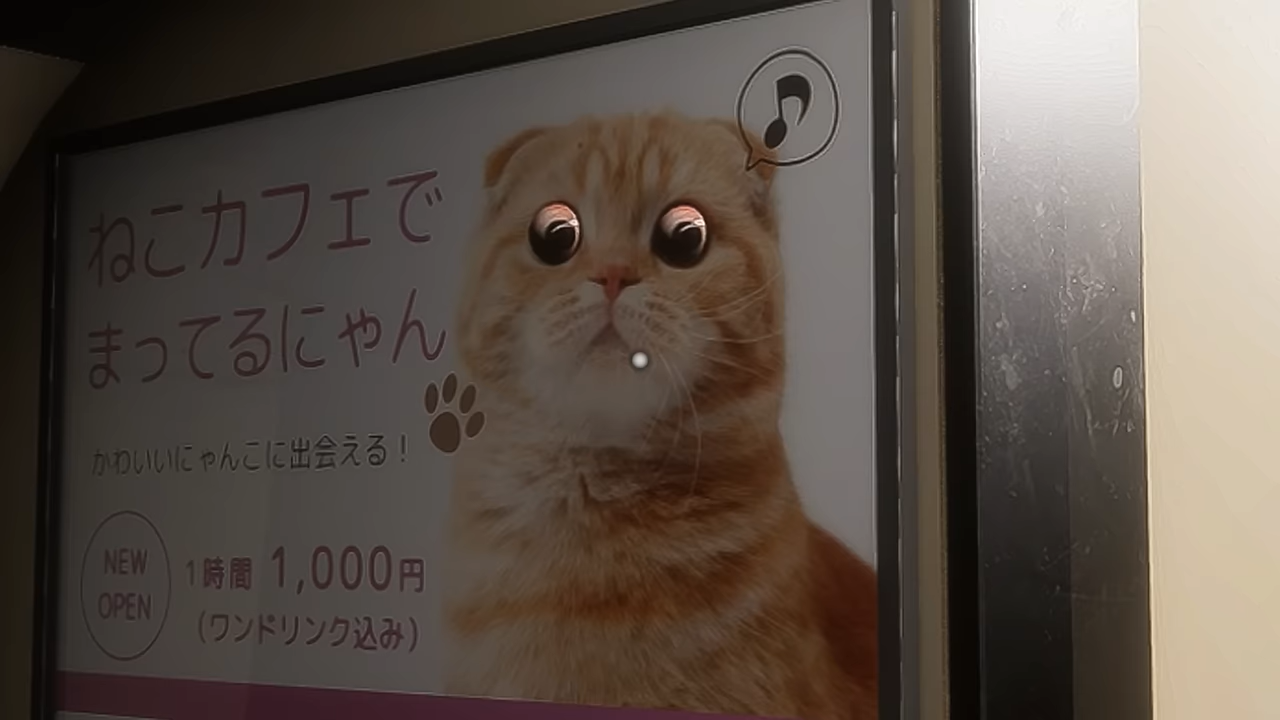 ねこカフェで
まってるにゃん
かわいいにゃんこに出会える!
NEW
OPEN
1時間 1,000円
(ワンドリンク込み)